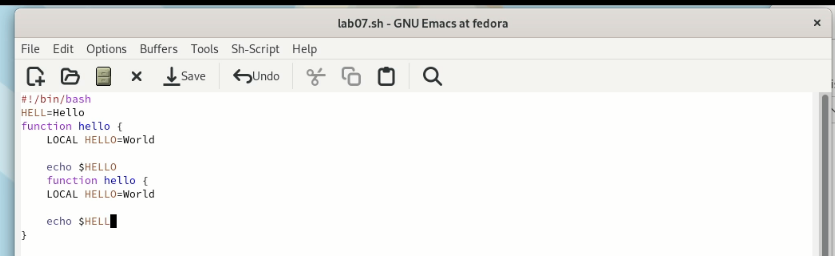 lab07.sh - GNU Emacs at fedora
File Edit Options Buffers Tools Sh-Script Help
Save Undo
#!/bin/bash
HELL=Hello
function hello {
    LOCAL HELLO=World

    echo $HELLO
    function hello {
    LOCAL HELLO=World

    echo $HELL
}